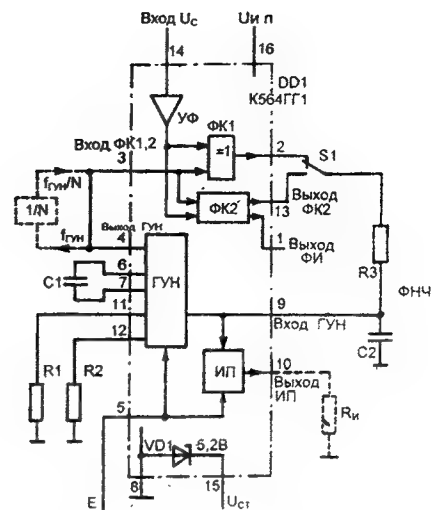 Вход Uс
Uи п
14
16
DD1
К564ГГ1
УФ
ФК1
Вход ФК1,2
=1
2
S1
3
fГУН/N
ФК2
13
Выход
ФК2
1/N
fГУН
Выход ГУН
4
1
Выход
ФИ
R3
6
C1
7
ГУН
11
9
ФНЧ
Вход ГУН
12
C2
R1
R2
ИП
10
Выход
ИП
Rи
5
VD1
5,2В
E
8
15
Uст